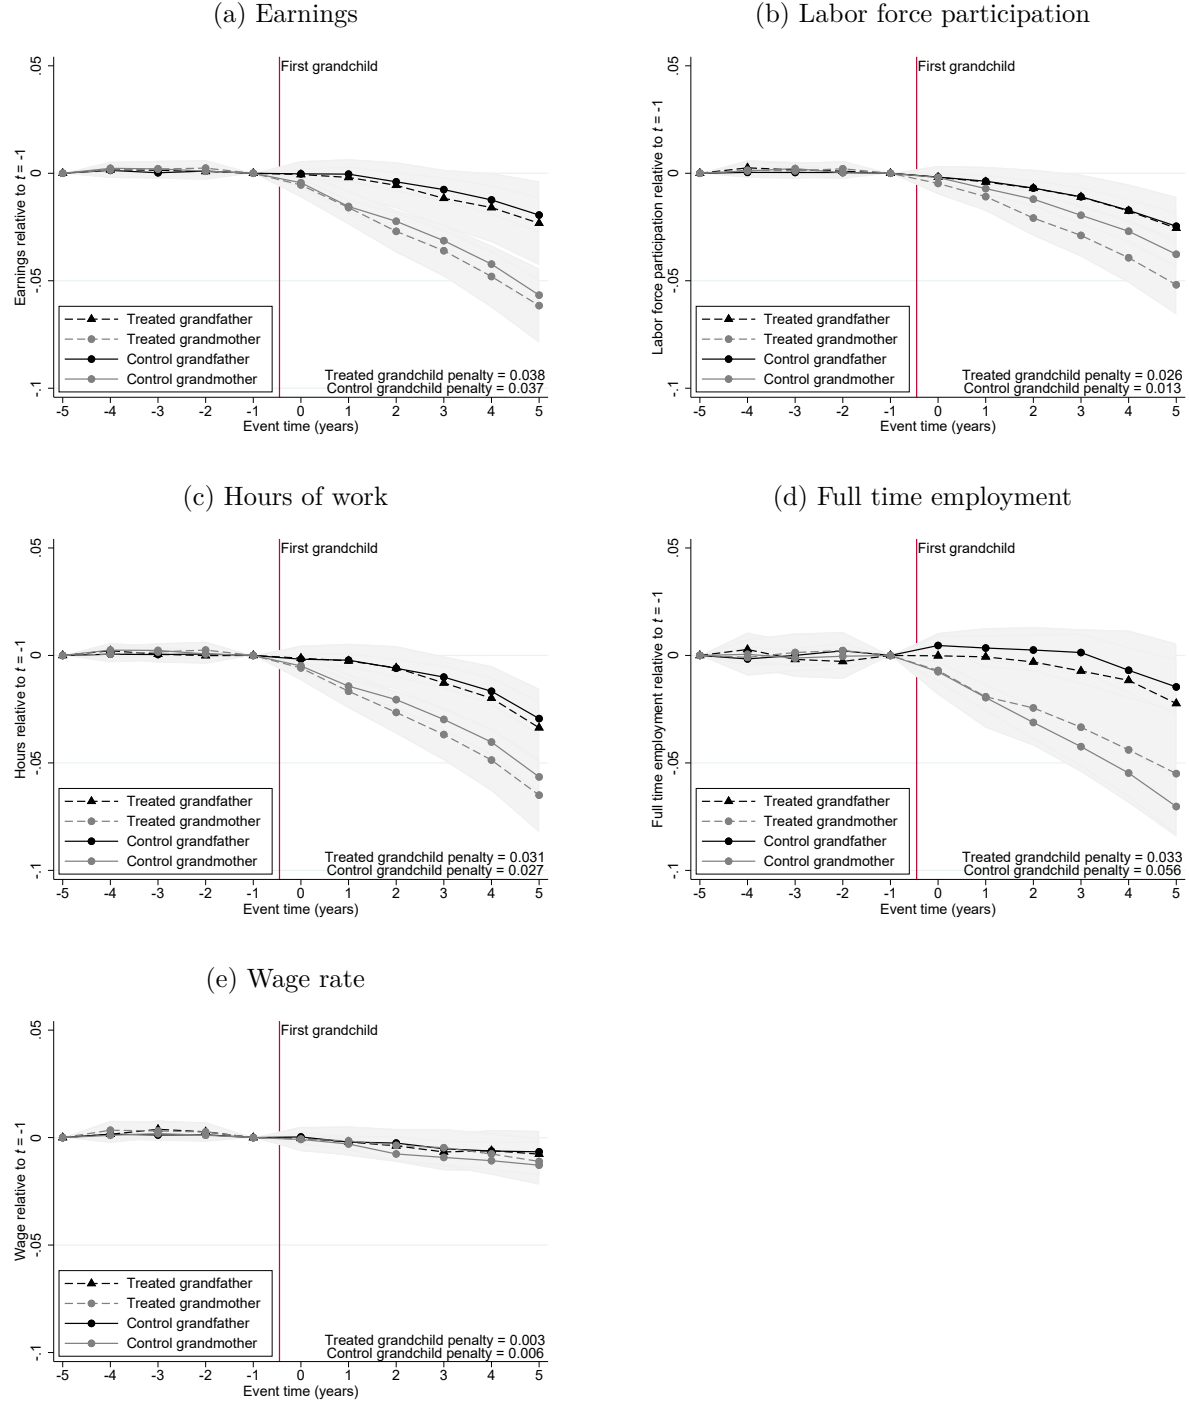 (a) Earnings
.05
0
-.05
-.1
Earnings relative to t = -1
First grandchild
Treated grandfather
Treated grandmother
Control grandfather
Control grandmother
Treated grandchild penalty = 0.038
Control grandchild penalty = 0.037
-5 -4 -3 -2 -1 0 1 2 3 4 5
Event time (years)
(b) Labor force participation
.05
0
-.05
-.1
Labor force participation relative to t = -1
First grandchild
Treated grandfather
Treated grandmother
Control grandfather
Control grandmother
Treated grandchild penalty = 0.026
Control grandchild penalty = 0.013
-5 -4 -3 -2 -1 0 1 2 3 4 5
Event time (years)
(c) Hours of work
.05
0
-.05
-.1
Hours relative to t = -1
First grandchild
Treated grandfather
Treated grandmother
Control grandfather
Control grandmother
Treated grandchild penalty = 0.031
Control grandchild penalty = 0.027
-5 -4 -3 -2 -1 0 1 2 3 4 5
Event time (years)
(d) Full time employment
.05
0
-.05
-.1
Full time employment relative to t = -1
First grandchild
Treated grandfather
Treated grandmother
Control grandfather
Control grandmother
Treated grandchild penalty = 0.033
Control grandchild penalty = 0.056
-5 -4 -3 -2 -1 0 1 2 3 4 5
Event time (years)
(e) Wage rate
.05
0
-.05
-.1
Wage relative to t = -1
First grandchild
Treated grandfather
Treated grandmother
Control grandfather
Control grandmother
Treated grandchild penalty = 0.003
Control grandchild penalty = 0.006
-5 -4 -3 -2 -1 0 1 2 3 4 5
Event time (years)